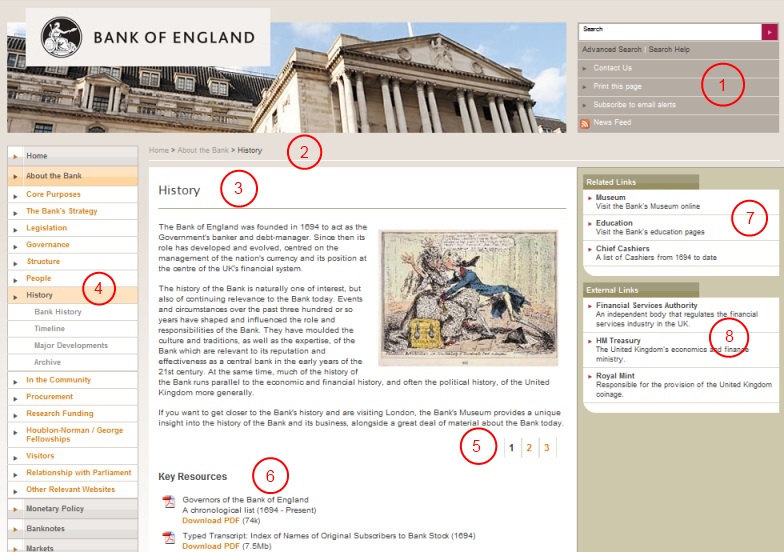 BANK OF ENGLAND
Search
Advanced Search | Search Help
Contact Us
Print this page
Subscribe to email alerts
News Feed
1
Home > About the Bank > History
2
Home
About the Bank
Core Purposes
The Bank's Strategy
Legislation
Governance
Structure
People
History
4
Bank History
Timeline
Major Developments
Archive
In the Community
Procurement
Research Funding
Houblon-Norman / George
Fellowships
Visitors
Relationship with Parliament
Other Relevant Websites
Monetary Policy
Banknotes
Markets
History
3
The Bank of England was founded in 1694 to act as the
Government's banker and debt-manager. Since then its
role has developed and evolved, centred on the
management of the nation's currency and its position at
the centre of the UK's financial system.
The history of the Bank is naturally one of interest, but
also of continuing relevance to the Bank today. Events
and circumstances over the past three hundred or so
years have shaped and influenced the role and
responsibilities of the Bank. They have moulded the
culture and traditions, as well as the expertise, of the
Bank which are relevant to its reputation and
effectiveness as a central bank in the early years of the
21st century. At the same time, much of the history of
the Bank runs parallel to the economic and financial history, and often the political history, of the United
Kingdom more generally.
If you want to get closer to the Bank's history and are visiting London, the Bank's Museum provides a unique
insight into the history of the Bank and its business, alongside a great deal of material about the Bank today.
5
1 2 3
Key Resources
6
Governors of the Bank of England
A chronological list (1694 - Present)
Download PDF (74k)
Typed Transcript: Index of Names of Original Subscribers to Bank Stock (1694)
Download PDF (7.5Mb)
Related Links
Museum
Visit the Bank's Museum online
Education
Visit the Bank's education pages
Chief Cashiers
A list of Cashiers from 1694 to date
7
External Links
Financial Services Authority
An independent body that regulates the financial
services industry in the UK.
HM Treasury
The United Kingdom's economics and finance
ministry.
Royal Mint
Responsible for the provision of the United Kingdom
coinage.
8